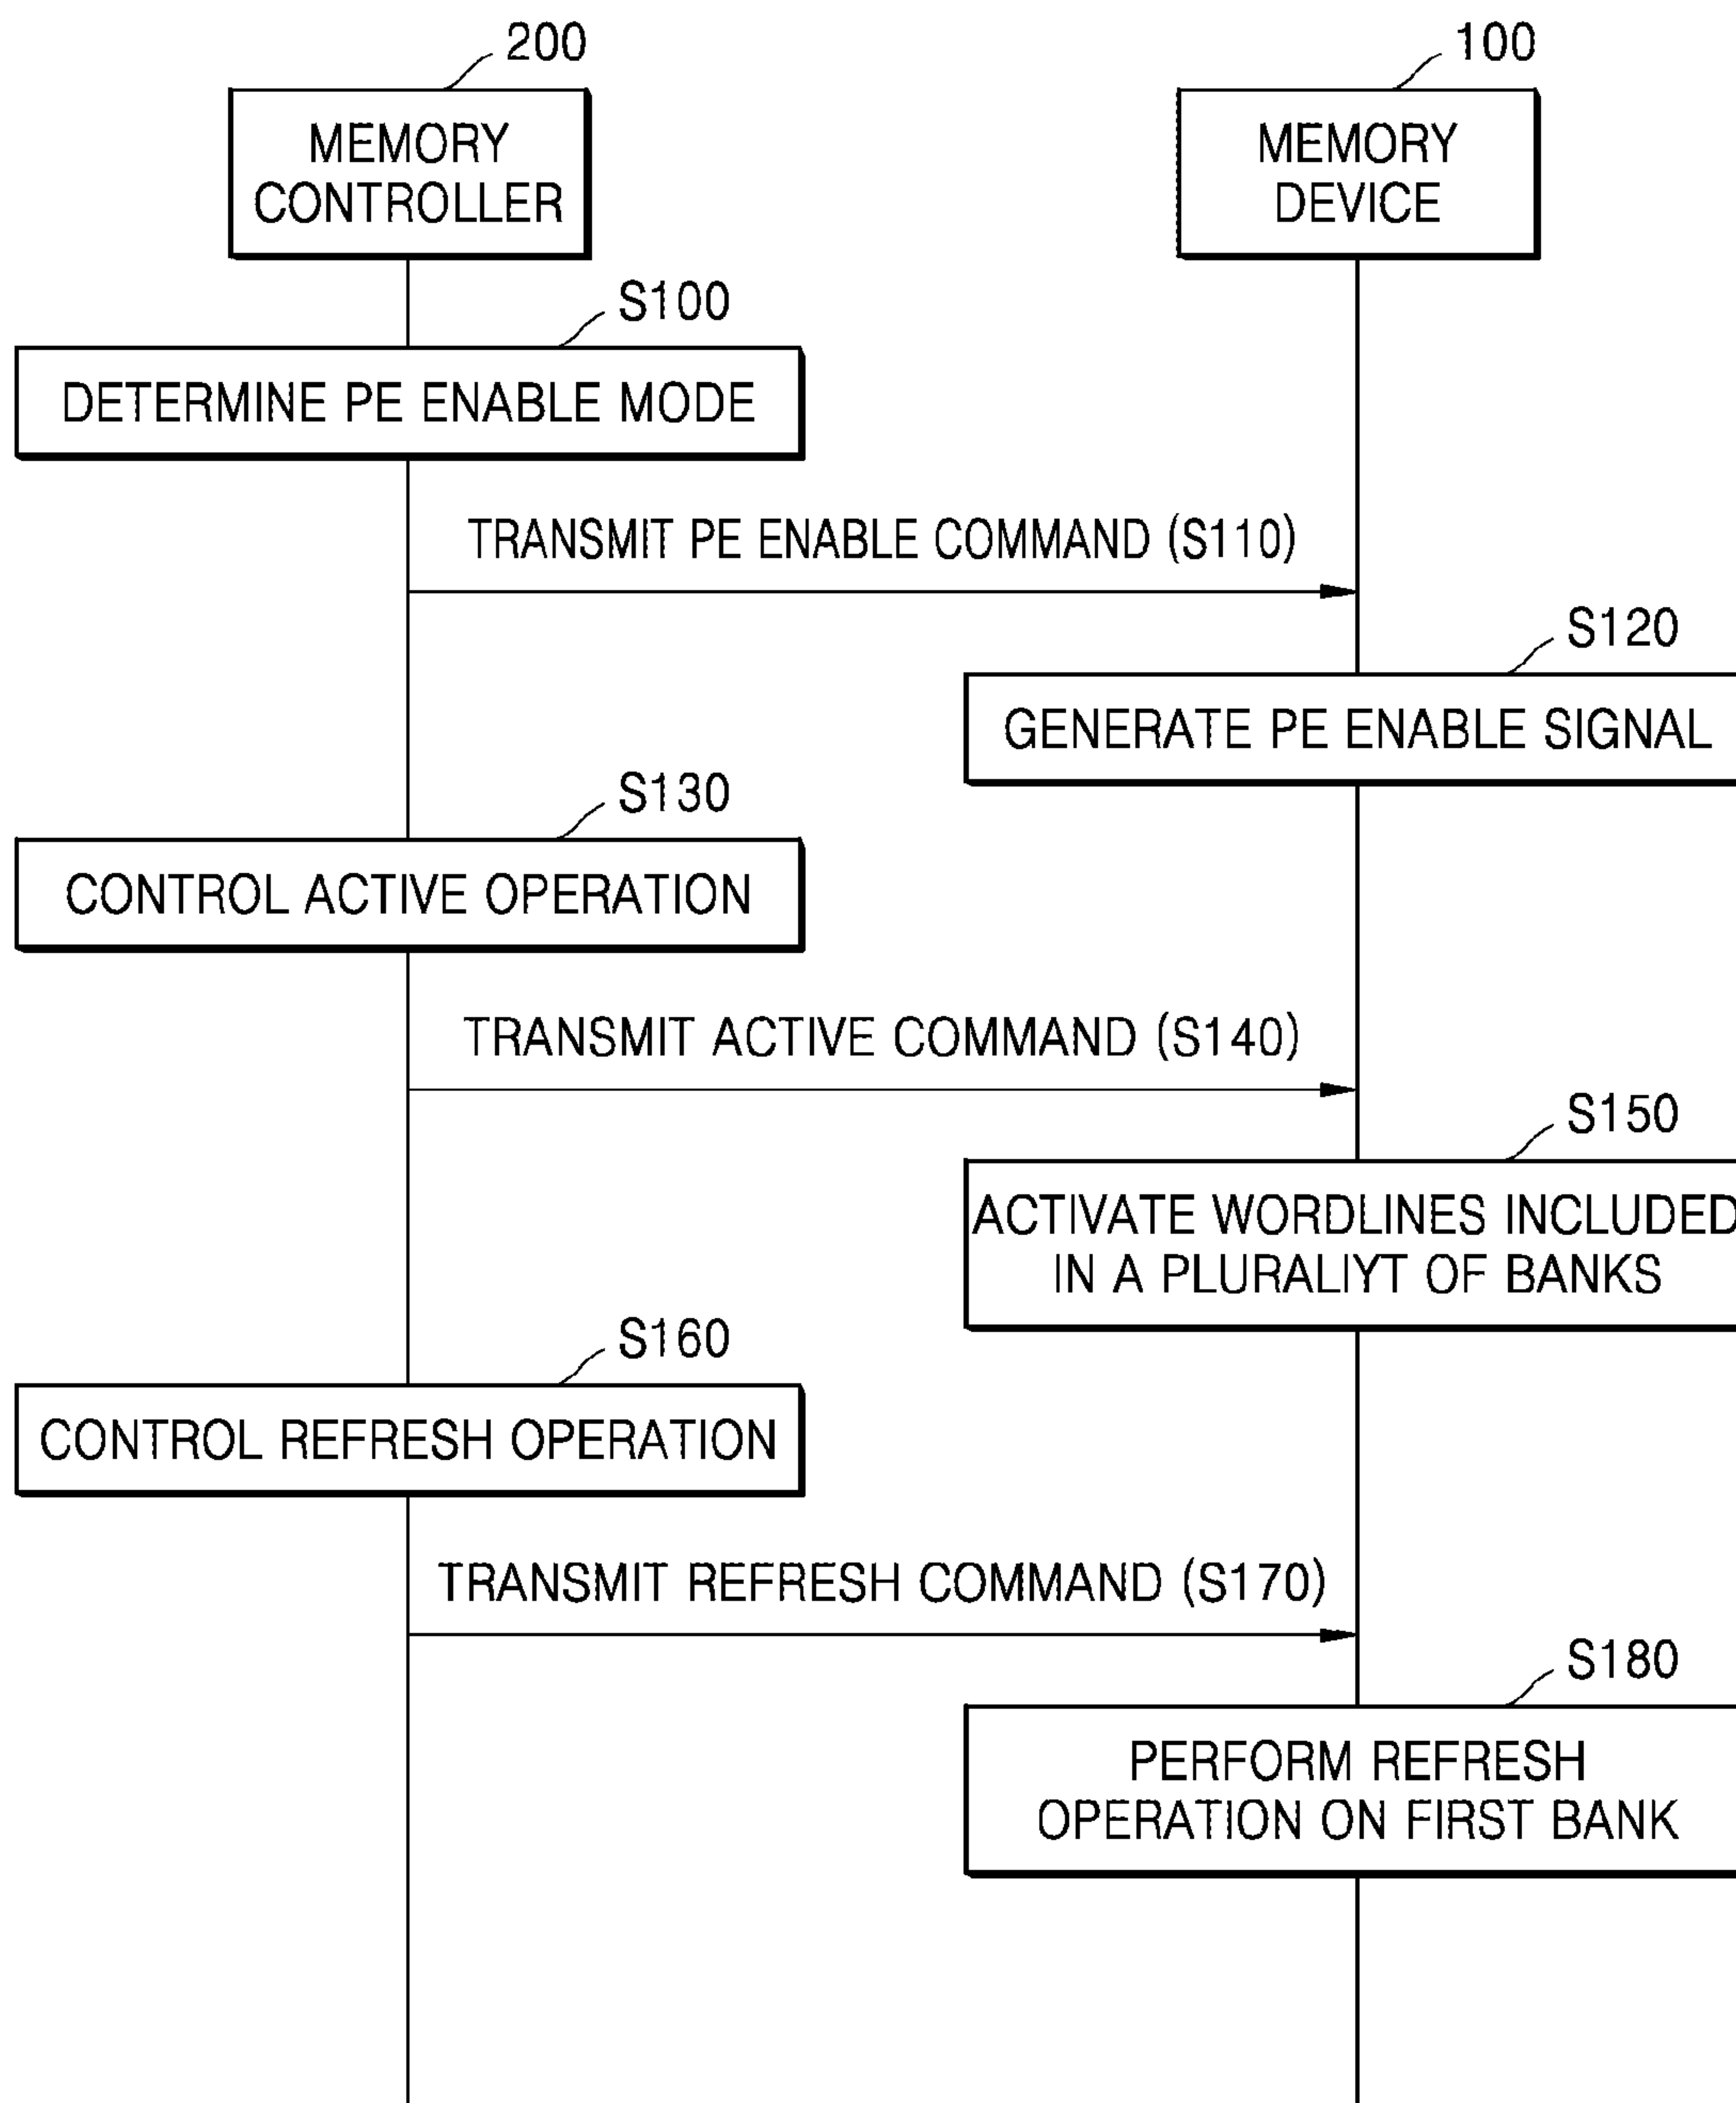 200
100
MEMORY
CONTROLLER
MEMORY
DEVICE
S100
DETERMINE PE ENABLE MODE
TRANSMIT PE ENABLE COMMAND (S110)
S120
GENERATE PE ENABLE SIGNAL
S130
CONTROL ACTIVE OPERATION
TRANSMIT ACTIVE COMMAND (S140)
S150
ACTIVATE WORDLINES INCLUDED
IN A PLURALIYT OF BANKS
S160
CONTROL REFRESH OPERATION
TRANSMIT REFRESH COMMAND (S170)
S180
PERFORM REFRESH
OPERATION ON FIRST BANK